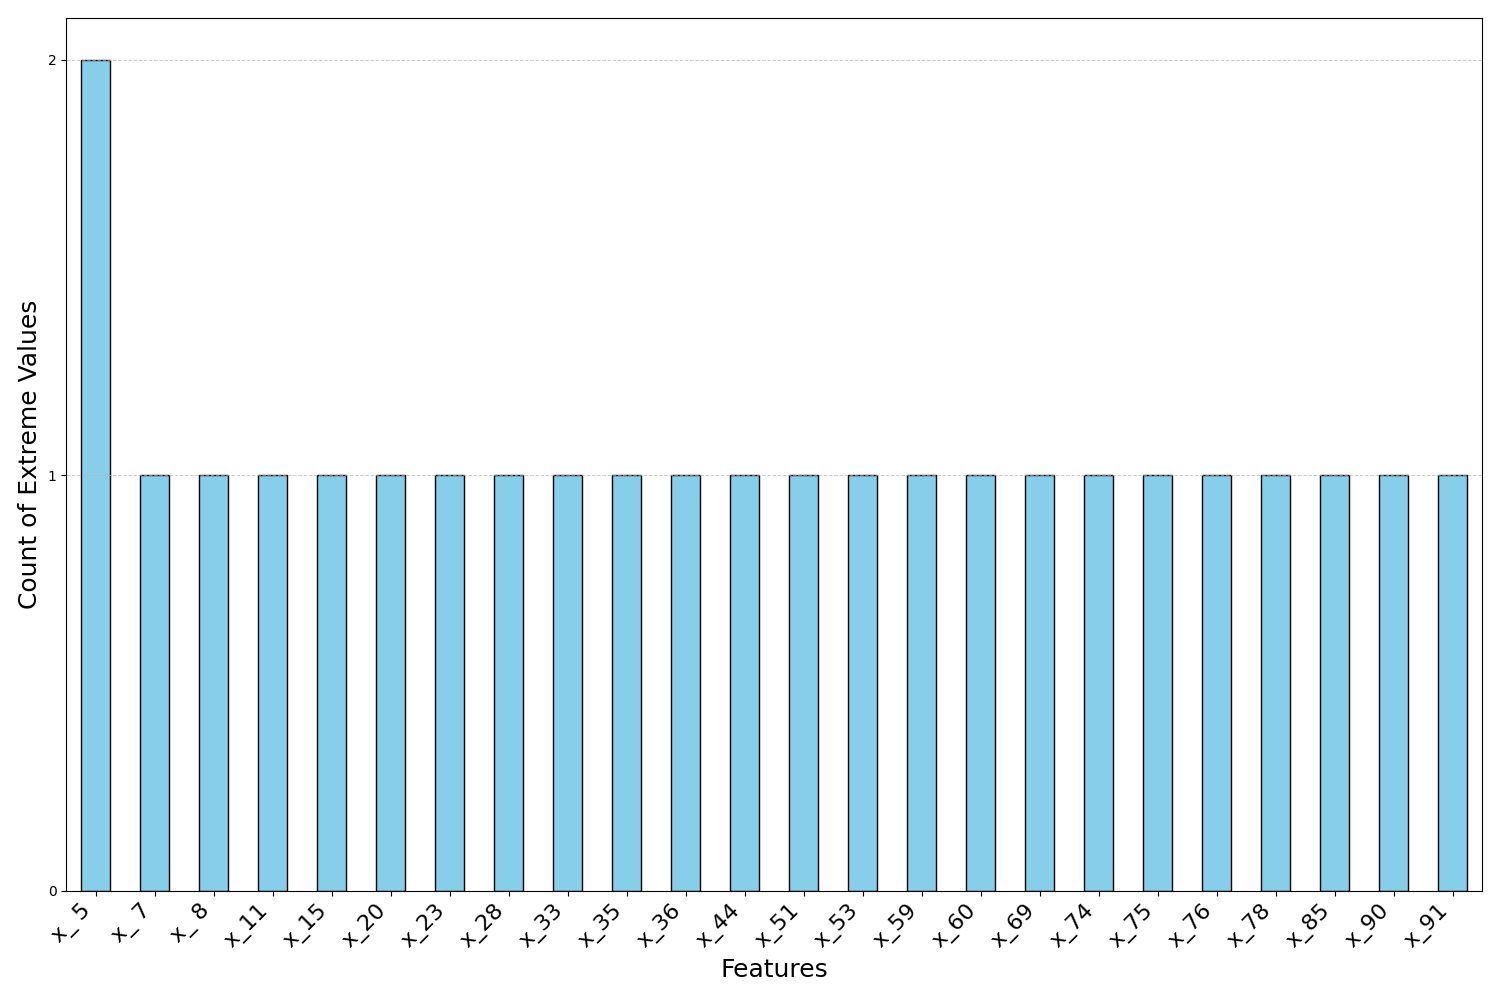 Count of Extreme Values
2
1
0
x_5
x_7
x_8
x_11
x_15
x_20
x_23
x_28
x_33
x_35
x_36
x_44
x_51
x_53
x_59
x_60
x_69
x_74
x_75
x_76
x_78
x_85
x_90
x_91
Features